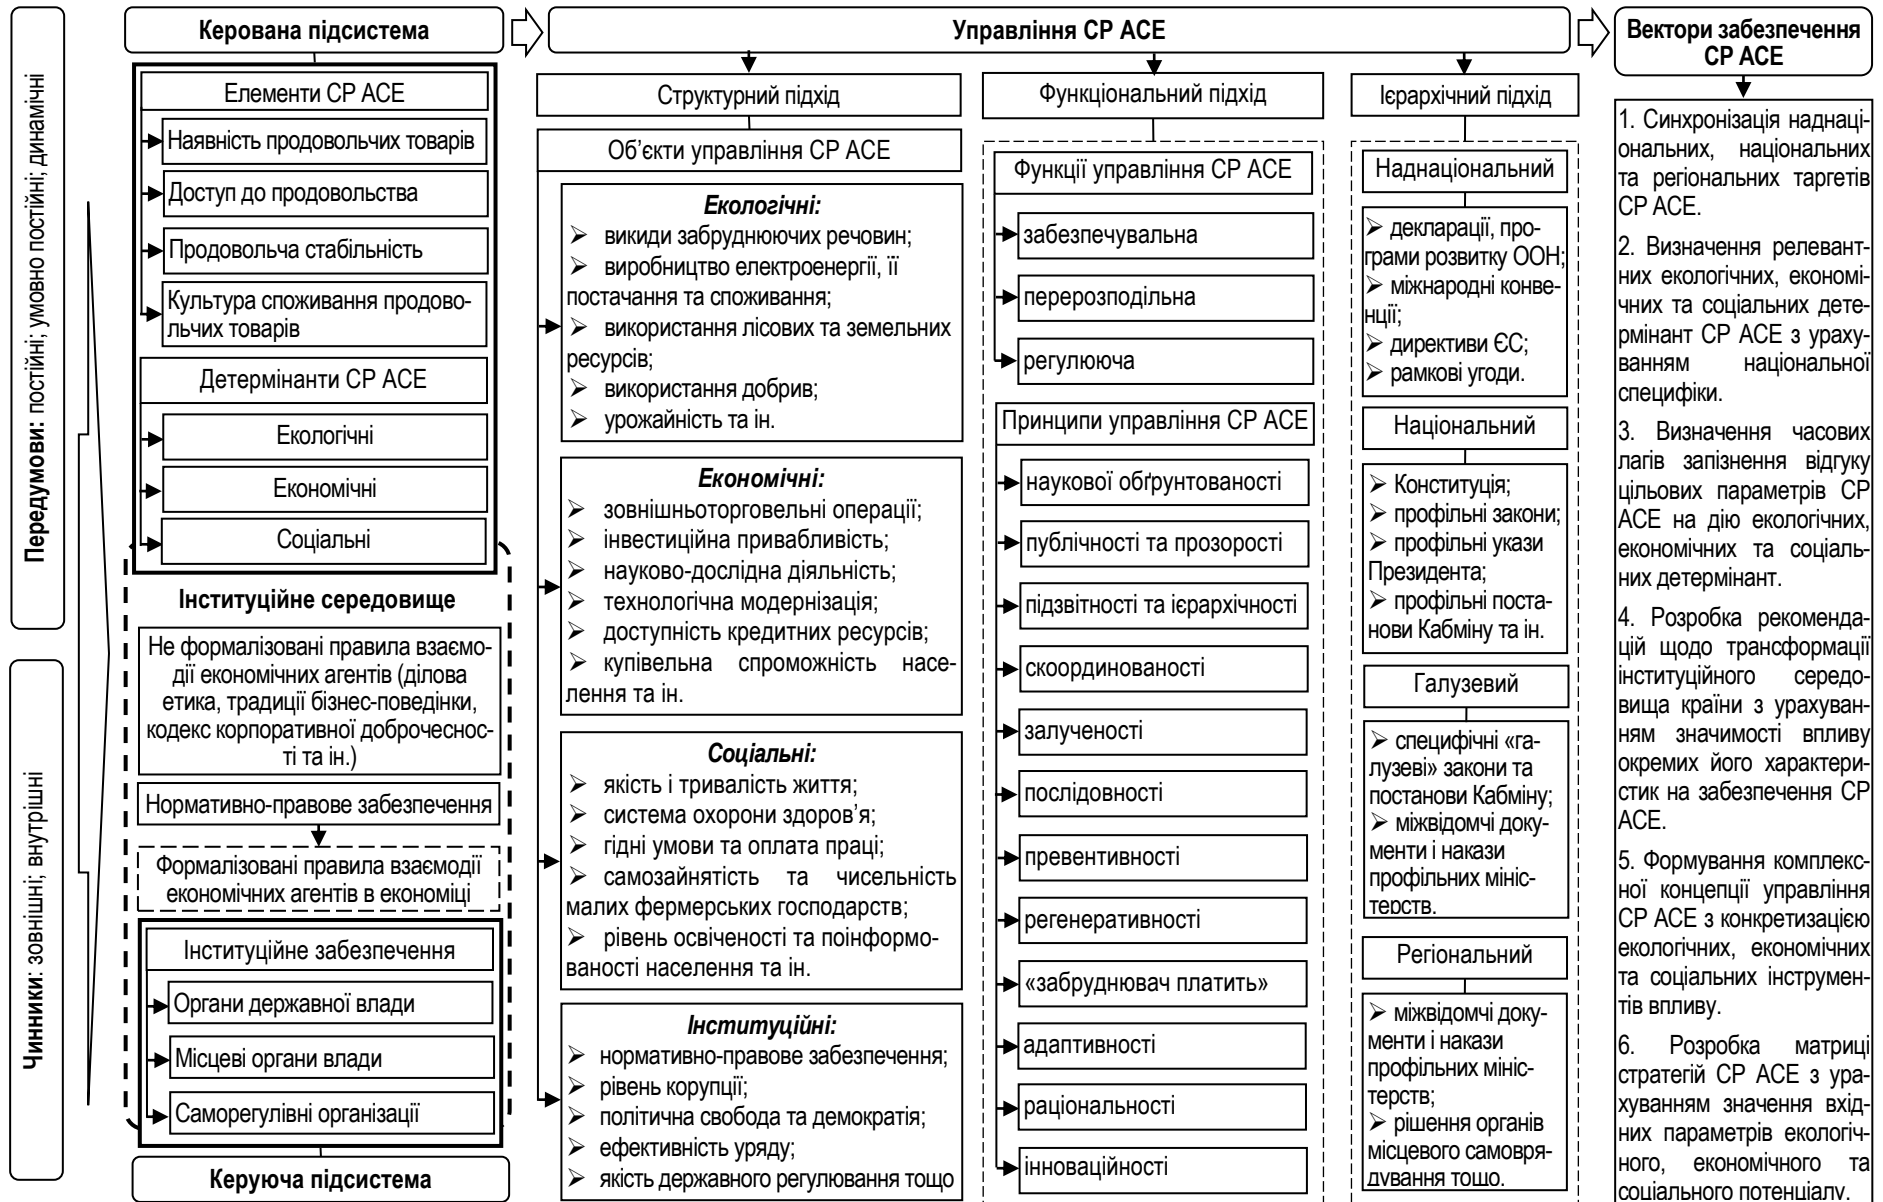 Передумови: постійні; умовно постійні; динамічні
Чинники: зовнішні; внутрішні
Керована підсистема
Елементи СР АСЕ
Наявність продовольчих товарів
Доступ до продовольства
Продовольча стабільність
Культура споживання продово-
льчих товарів
Детермінанти СР АСЕ
Екологічні
Економічні
Соціальні
Інституційне середовище
Не формалізовані правила взаємо-
дії економічних агентів (ділова
етика, традиції бізнес-поведінки,
кодекс корпоративної доброчеснос-
ті та ін.)
Нормативно-правове забезпечення
Формалізовані правила взаємодії
економічних агентів в економіці
Інституційне забезпечення
Органи державної влади
Місцеві органи влади
Саморегулівні організації
Керуюча підсистема
Управління СР АСЕ
Структурний підхід
Об’єкти управління СР АСЕ
Екологічні:
➢ викиди забруднюючих речовин;
➢ виробництво електроенергії, її
постачання та споживання;
➢ використання лісових та земельних
ресурсів;
➢ використання добрив;
➢ урожайність та ін.
Економічні:
➢ зовнішньоторговельні операції;
➢ інвестиційна привабливість;
➢ науково-дослідна діяльність;
➢ технологічна модернізація;
➢ доступність кредитних ресурсів;
➢ купівельна спроможність насе-
лення та ін.
Соціальні:
➢ якість і тривалість життя;
➢ система охорони здоров’я;
➢ гідні умови та оплата праці;
➢ самозайнятість та чисельність
малих фермерських господарств;
➢ рівень освіченості та поінформо-
ваності населення та ін.
Інституційні:
➢ нормативно-правове забезпечення;
➢ рівень корупції;
➢ політична свобода та демократія;
➢ ефективність уряду;
➢ якість державного регулювання тощо
Функціональний підхід
Функції управління СР АСЕ
забезпечувальна
перерозподільна
регулююча
Принципи управління СР АСЕ
наукової обґрунтованості
публічності та прозорості
підзвітності та ієрархічності
скоординованості
залученості
послідовності
превентивності
регенеративності
«забруднювач платить»
адаптивності
раціональності
інноваційності
Ієрархічний підхід
Наднаціональний
➢ декларації, про-
грами розвитку ООН;
➢ міжнародні конве-
нції;
➢ директиви ЄС;
➢ рамкові угоди.
Національний
➢ Конституція;
➢ профільні закони;
➢ профільні укази
Президента;
➢ профільні поста-
нови Кабміну та ін.
Галузевий
➢ специфічні «га-
лузеві» закони та
постанови Кабміну;
➢ міжвідомчі доку-
менти і накази
профільних мініс-
терств.
Регіональний
➢ міжвідомчі доку-
менти і накази
профільних мініс-
терств;
➢ рішення органів
місцевого самовря-
дування тощо.
Вектори забезпечення
СР АСЕ
1. Синхронізація наднаці-
ональних, національних
та регіональних таргетів
СР АСЕ.
2. Визначення релевант-
них екологічних, економі-
чних та соціальних дете-
рмінант СР АСЕ з ураху-
ванням національної
специфіки.
3. Визначення часових
лагів запізнення відгуку
цільових параметрів СР
АСЕ на дію екологічних,
економічних та соціаль-
них детермінант.
4. Розробка рекоменда-
цій щодо трансформації
інституційного середо-
вища країни з урахуван-
ням значимості впливу
окремих його характери-
стик на забезпечення СР
АСЕ.
5. Формування комплекс-
ної концепції управління
СР АСЕ з конкретизацією
екологічних, економічних
та соціальних інструмен-
тів впливу.
6. Розробка матриці
стратегій СР АСЕ з ура-
хуванням значення вхід-
них параметрів екологіч-
ного, економічного та
соціального потенціалу.